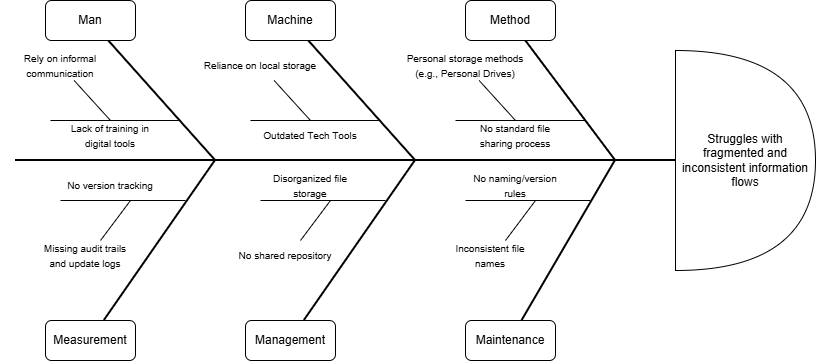 Man
Machine
Method
Rely on informal
communication
Reliance on local storage
Personal storage methods
(e.g., Personal Drives)
Lack of training in
digital tools
Outdated Tech Tools
No standard file
sharing process
Struggles with
fragmented and
inconsistent information
flows
No version tracking
Disorganized file
storage
No naming/version
rules
Missing audit trails
and update logs
No shared repository
Inconsistent file
names
Measurement
Management
Maintenance